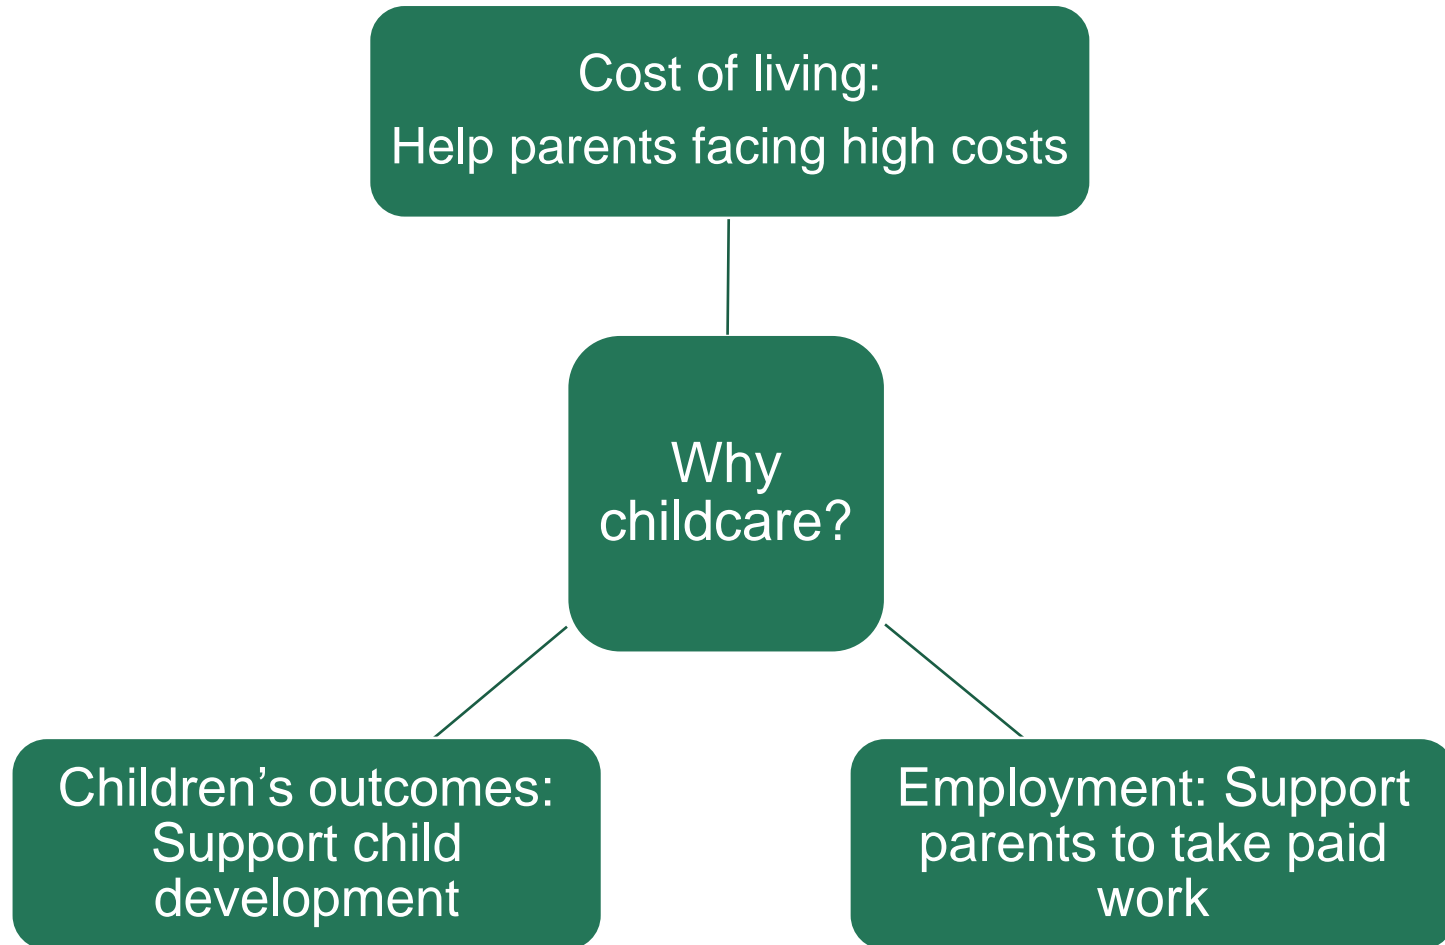 Cost of living:
Help parents facing high costs
Why
childcare?
Children’s outcomes:
Support child
development
Employment: Support
parents to take paid
work